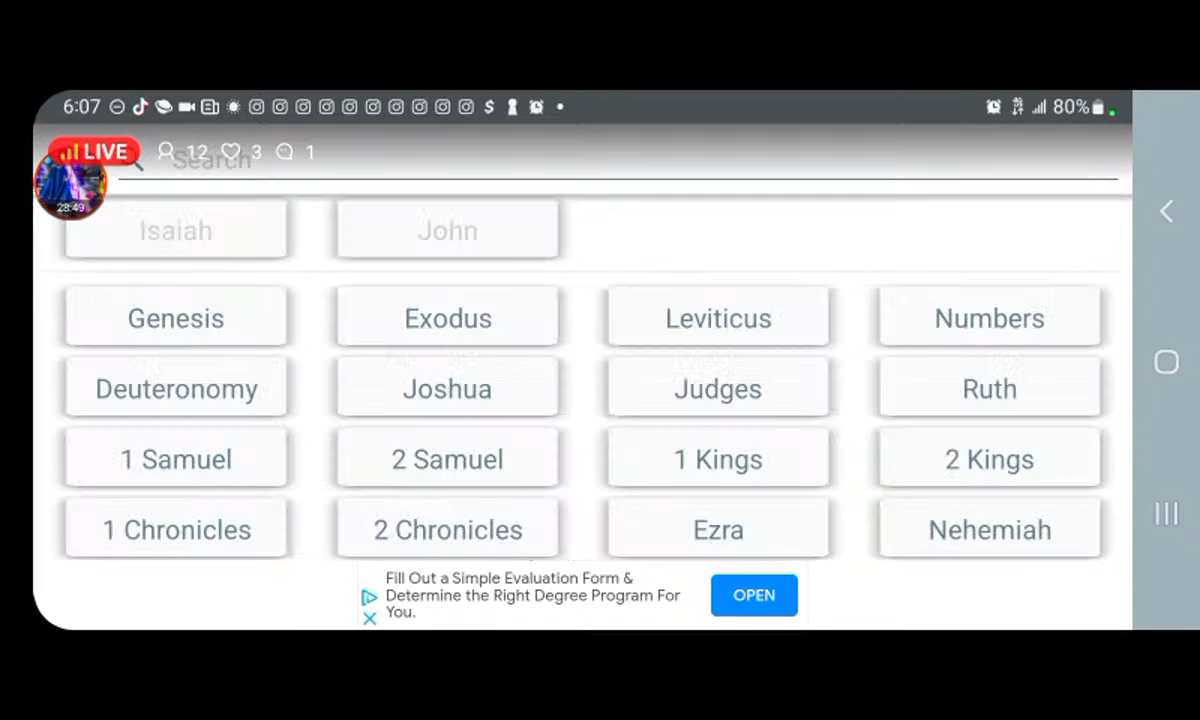 6:07 $ 80%
LIVE 12 3 1
Search
28:49
Isaiah John
Genesis Exodus Leviticus Numbers
Deuteronomy Joshua Judges Ruth
1 Samuel 2 Samuel 1 Kings 2 Kings
1 Chronicles 2 Chronicles Ezra Nehemiah
Fill Out a Simple Evaluation Form &
Determine the Right Degree Program For
You.
OPEN